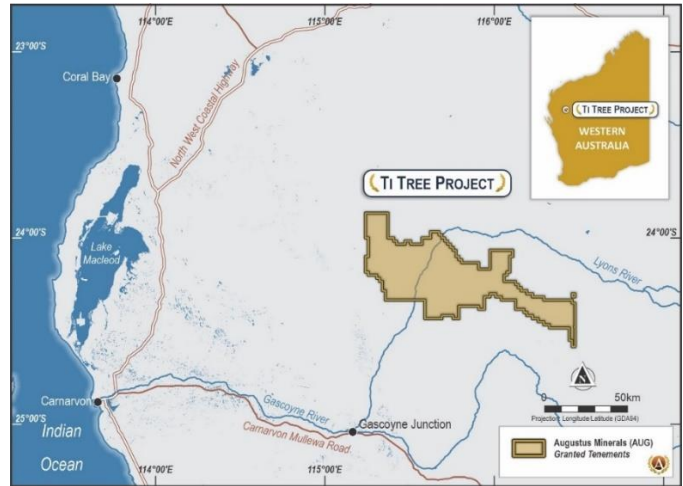 114°00'E
115°00'E
116°00'E
23°00'S
23°00'S
Coral Bay
North West Coastal Highway
TI TREE PROJECT
WESTERN
AUSTRALIA
TI TREE PROJECT
24°00'S
24°00'S
Lake
Macleod
Lyons River
Carnarvon
Gascoyne River
Carnarvon Mullewa Road
Gascoyne Junction
0 50km
Projection: Longitude/Latitude (GDA94)
25°00'S
Indian
Ocean
Augustus Minerals (AUG)
Granted Tenements
A
114°00'E
115°00'E